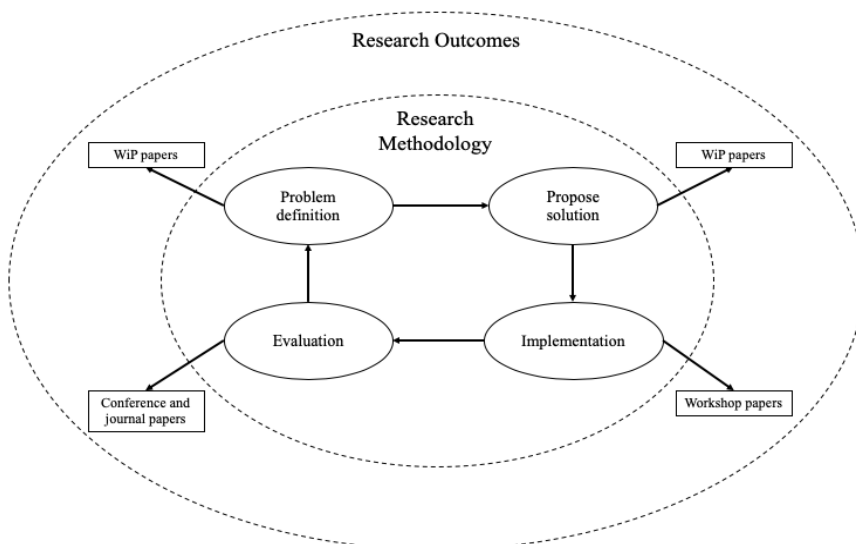 Research Outcomes
Research
Methodology
WiP papers
WiP papers
Problem
definition
Propose
solution
Evaluation
Implementation
Conference and
journal papers
Workshop papers